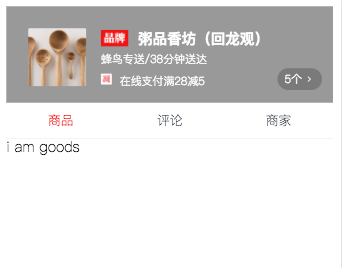 品牌 粥品香坊（回龙观）
蜂鸟专送/38分钟送达
减 在线支付满28减5
5个 >
商品 评论 商家
i am goods